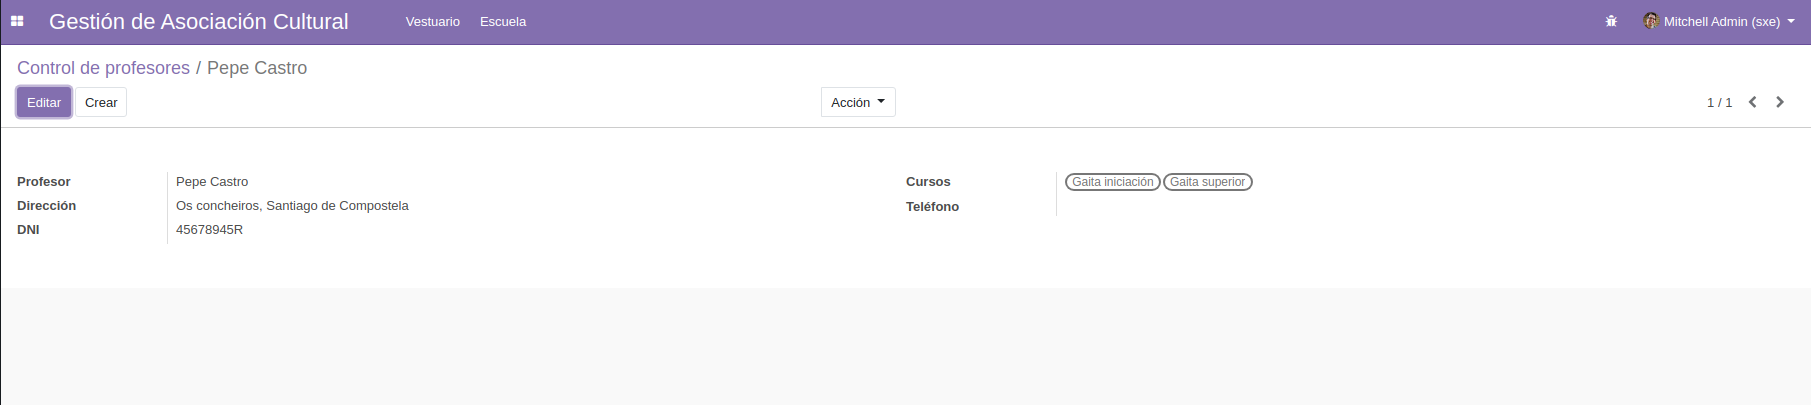 Gestión de Asociación Cultural Vestuario Escuela Mitchell Admin (sxe)
Control de profesores / Pepe Castro
Editar Crear Acción 1 / 1
Profesor Pepe Castro Cursos Gaita iniciación Gaita superior
Dirección Os concheiros, Santiago de Compostela Teléfono
DNI 45678945R